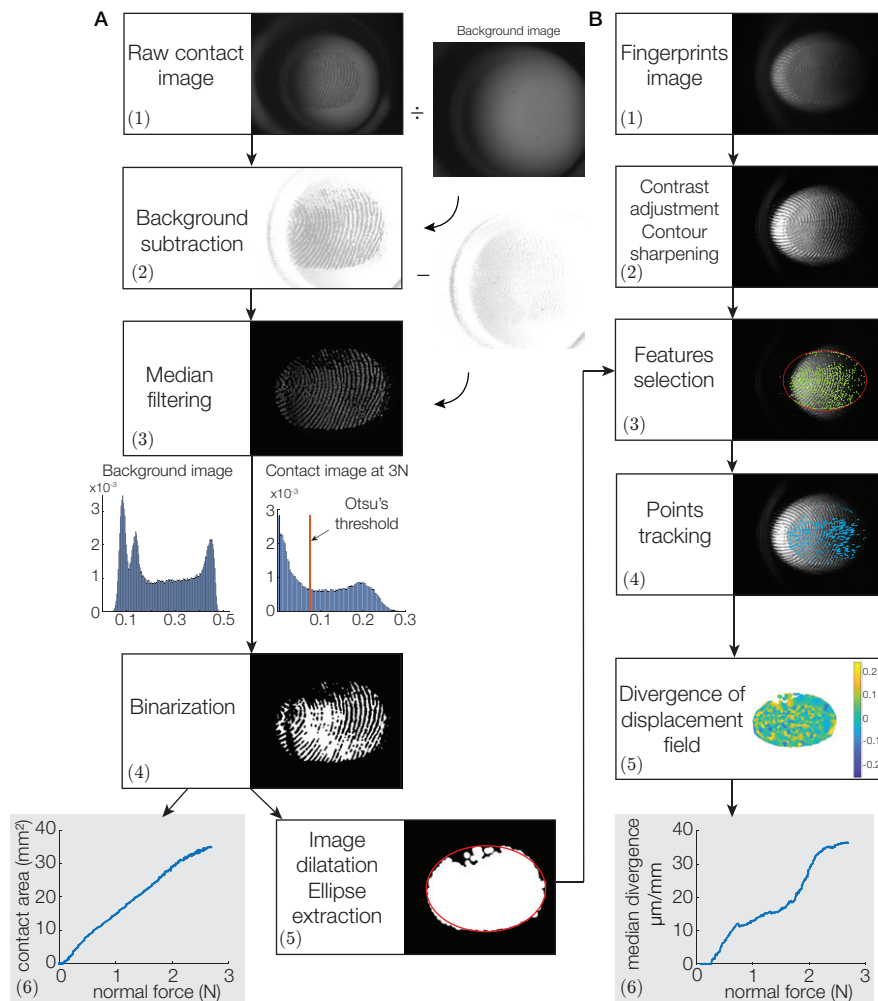 A
Raw contact
image
(1)
÷
Background image
Background
subtraction
(2)
−
Median
filtering
(3)
Background image
x10⁻³
4
3
2
1
0
0.1
0.3
0.5
Contact image at 3N
x10⁻³
3
2
1
0
0
0.1
0.2
0.3
Otsu's
threshold
Binarization
(4)
Image
dilatation
Ellipse
extraction
(5)
contact area (mm²)
40
30
20
10
0
0
1
2
3
normal force (N)
(6)
B
Fingerprints
image
(1)
Contrast
adjustment
Contour
sharpening
(2)
Features
selection
(3)
Points
tracking
(4)
Divergence of
displacement
field
(5)
0.2
0.1
0
-0.1
-0.2
median divergence
µm/mm
40
30
20
10
0
0
1
2
3
normal force (N)
(6)